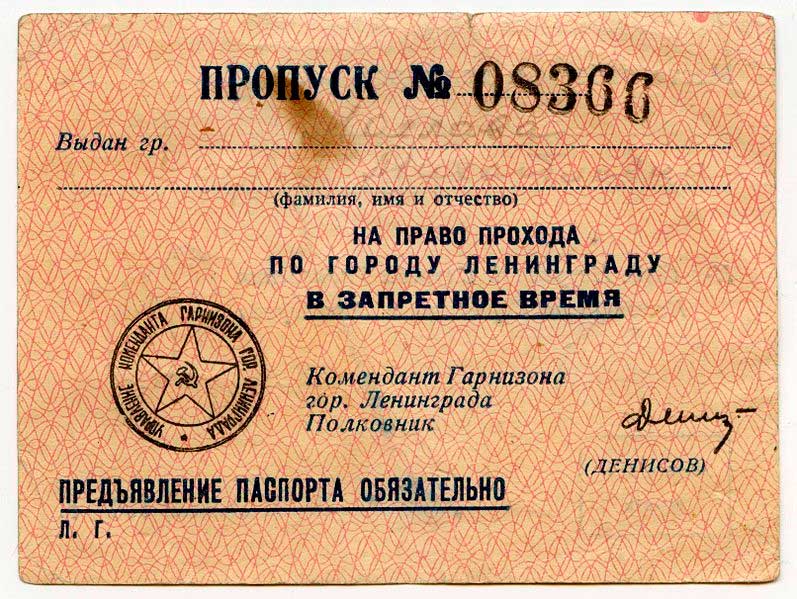 ПРОПУСК № 08366
Выдан гр.
(фамилия, имя и отчество)
НА ПРАВО ПРОХОДА
ПО ГОРОДУ ЛЕНИНГРАДУ
В ЗАПРЕТНОЕ ВРЕМЯ
УПРАВЛЕНИЕ КОМЕНДАНТА ГАРНИЗОНА ГОР. ЛЕНИНГРАДА
Комендант Гарнизона
гор. Ленинграда
Полковник
(ДЕНИСОВ)
ПРЕДЪЯВЛЕНИЕ ПАСПОРТА ОБЯЗАТЕЛЬНО
Л. Г.